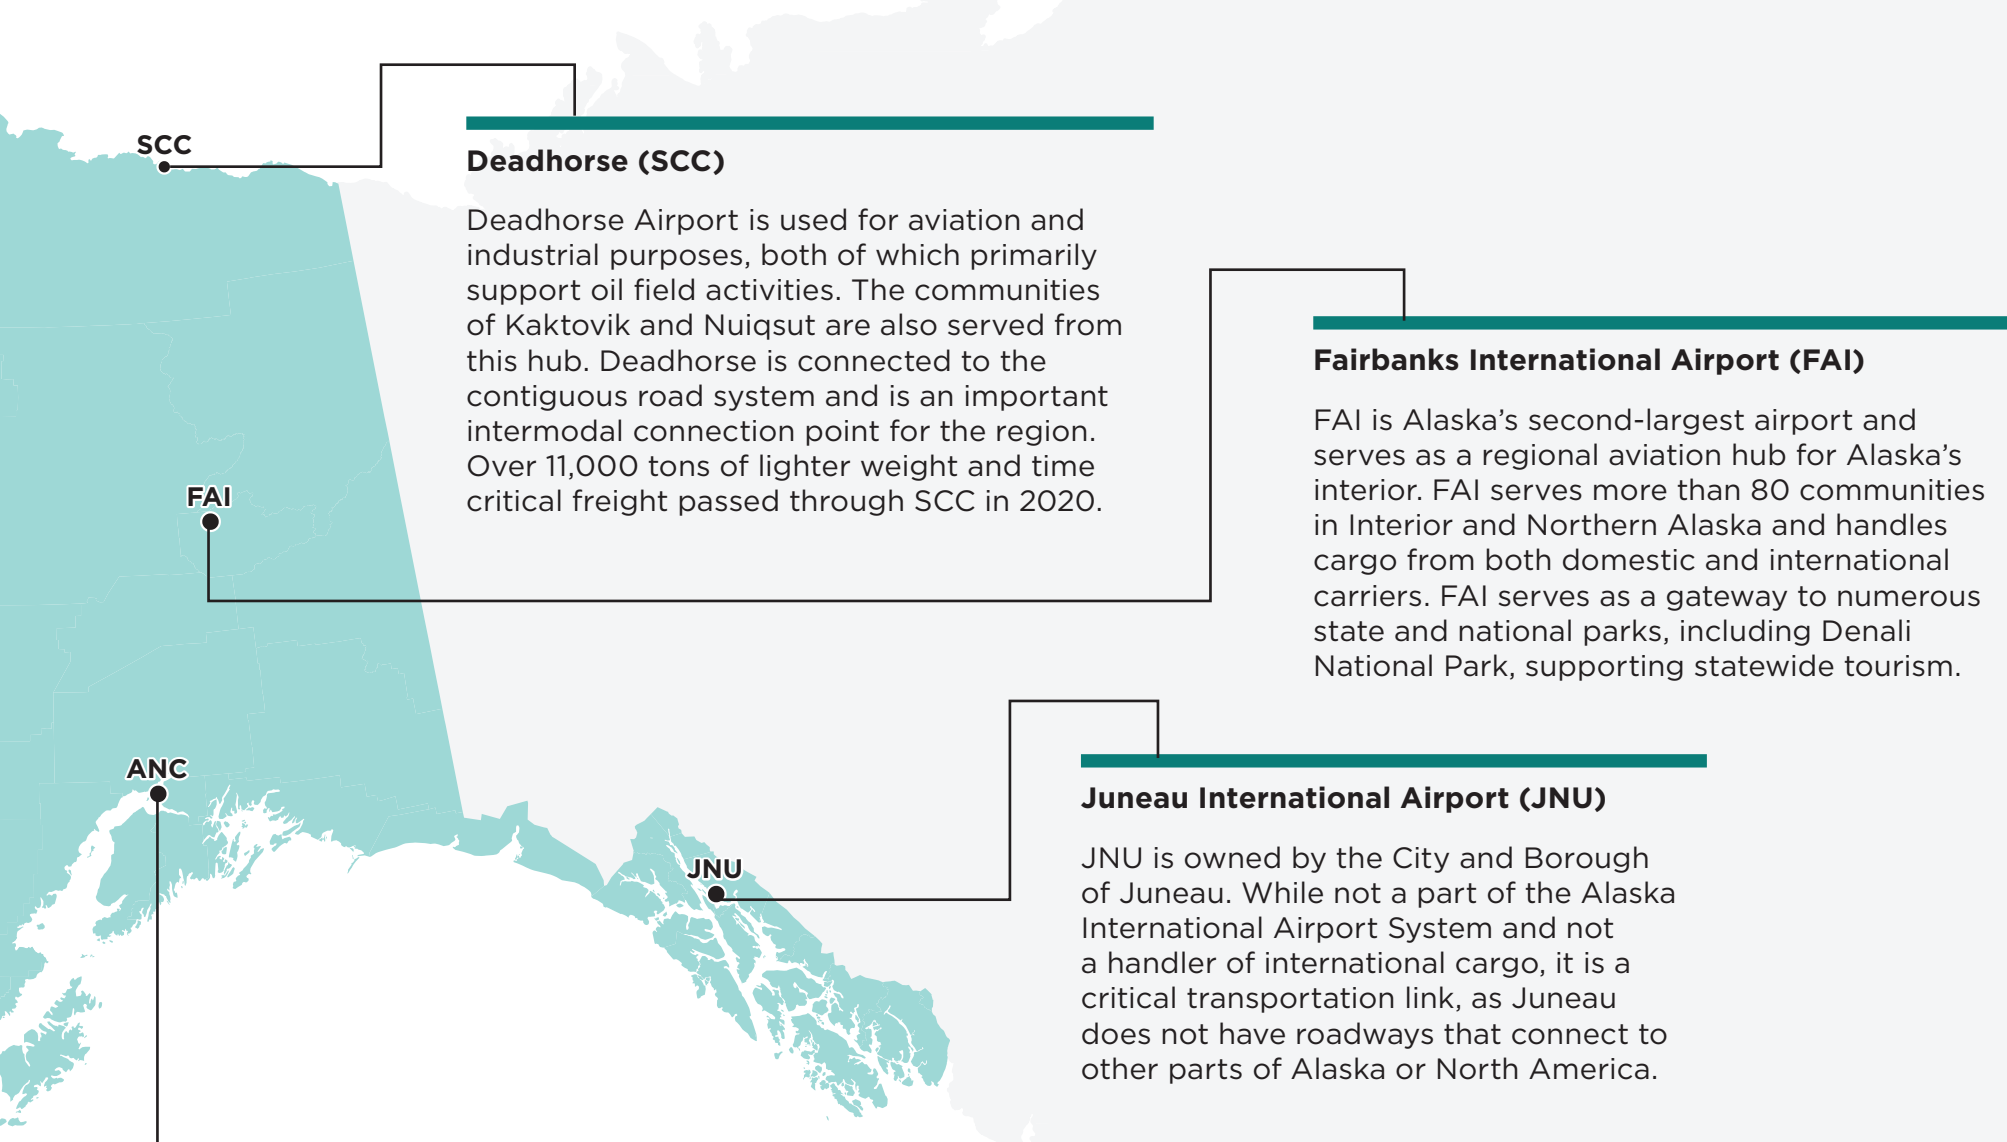 SCC
Deadhorse (SCC)
Deadhorse Airport is used for aviation and
industrial purposes, both of which primarily
support oil field activities. The communities
of Kaktovik and Nuiqsut are also served from
this hub. Deadhorse is connected to the
contiguous road system and is an important
intermodal connection point for the region.
Over 11,000 tons of lighter weight and time
critical freight passed through SCC in 2020.
FAI
Fairbanks International Airport (FAI)
FAI is Alaska’s second-largest airport and
serves as a regional aviation hub for Alaska’s
interior. FAI serves more than 80 communities
in Interior and Northern Alaska and handles
cargo from both domestic and international
carriers. FAI serves as a gateway to numerous
state and national parks, including Denali
National Park, supporting statewide tourism.
ANC
JNU
Juneau International Airport (JNU)
JNU is owned by the City and Borough
of Juneau. While not a part of the Alaska
International Airport System and not
a handler of international cargo, it is a
critical transportation link, as Juneau
does not have roadways that connect to
other parts of Alaska or North America.